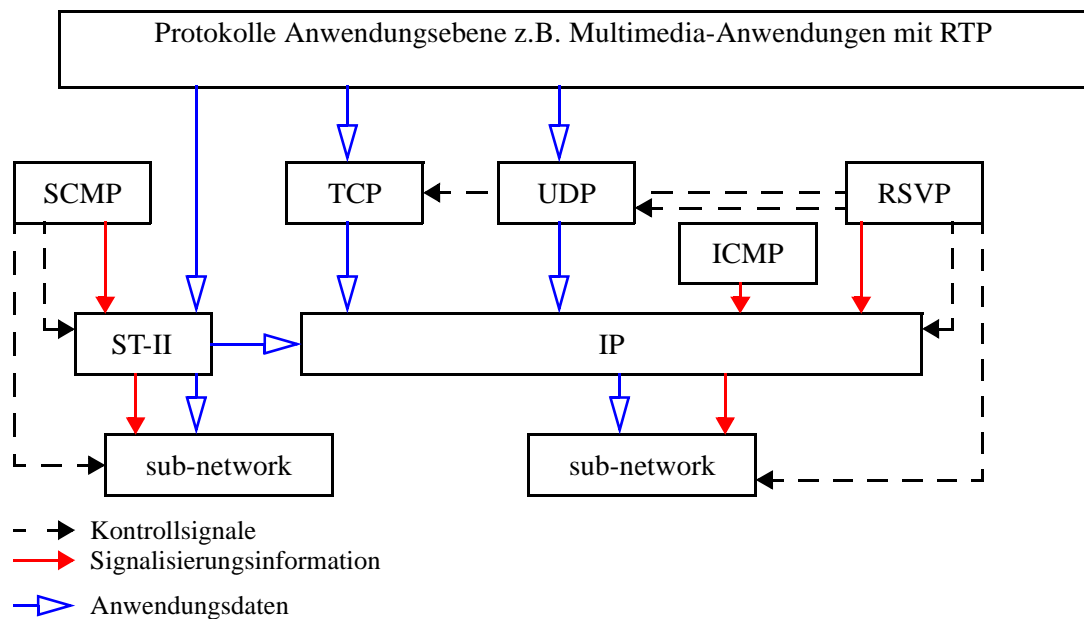 Protokolle Anwendungsebene z.B. Multimedia-Anwendungen mit RTP
SCMP
TCP
UDP
RSVP
ICMP
ST-II
IP
sub-network
sub-network
Kontrollsignale
Signalisierungsinformation
Anwendungsdaten